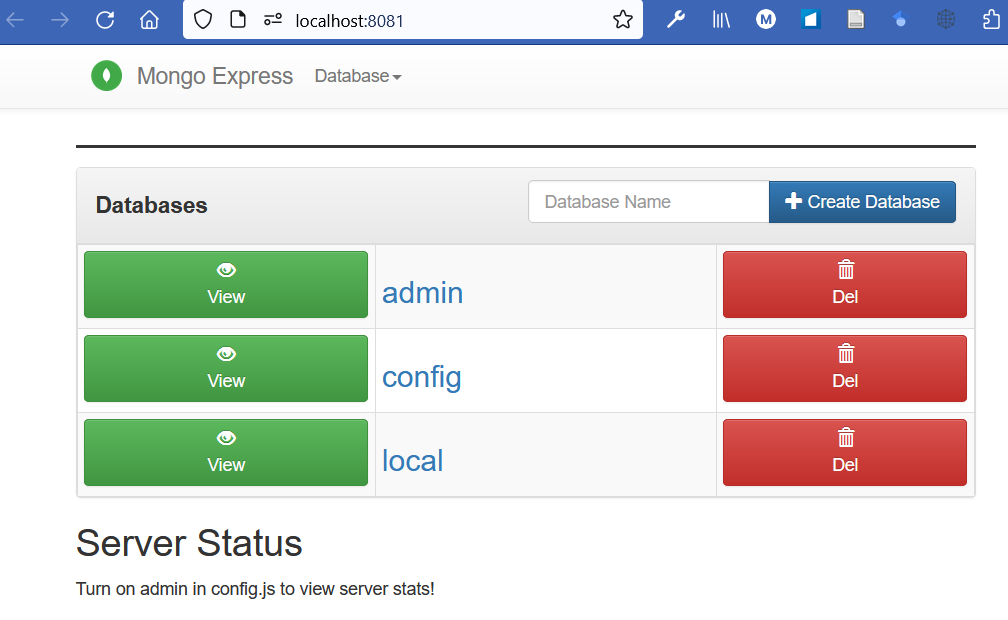 localhost:8081
M
Mongo Express Database
Databases
Database Name
Create Database
View
admin
Del
View
config
Del
View
local
Del
Server Status
Turn on admin in config.js to view server stats!